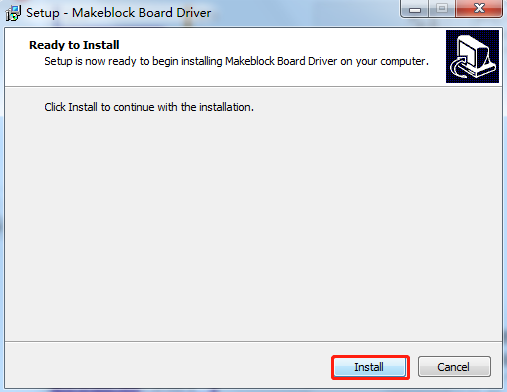 Setup - Makeblock Board Driver
Ready to Install
Setup is now ready to begin installing Makeblock Board Driver on your computer.
Click Install to continue with the installation.
Install
Cancel